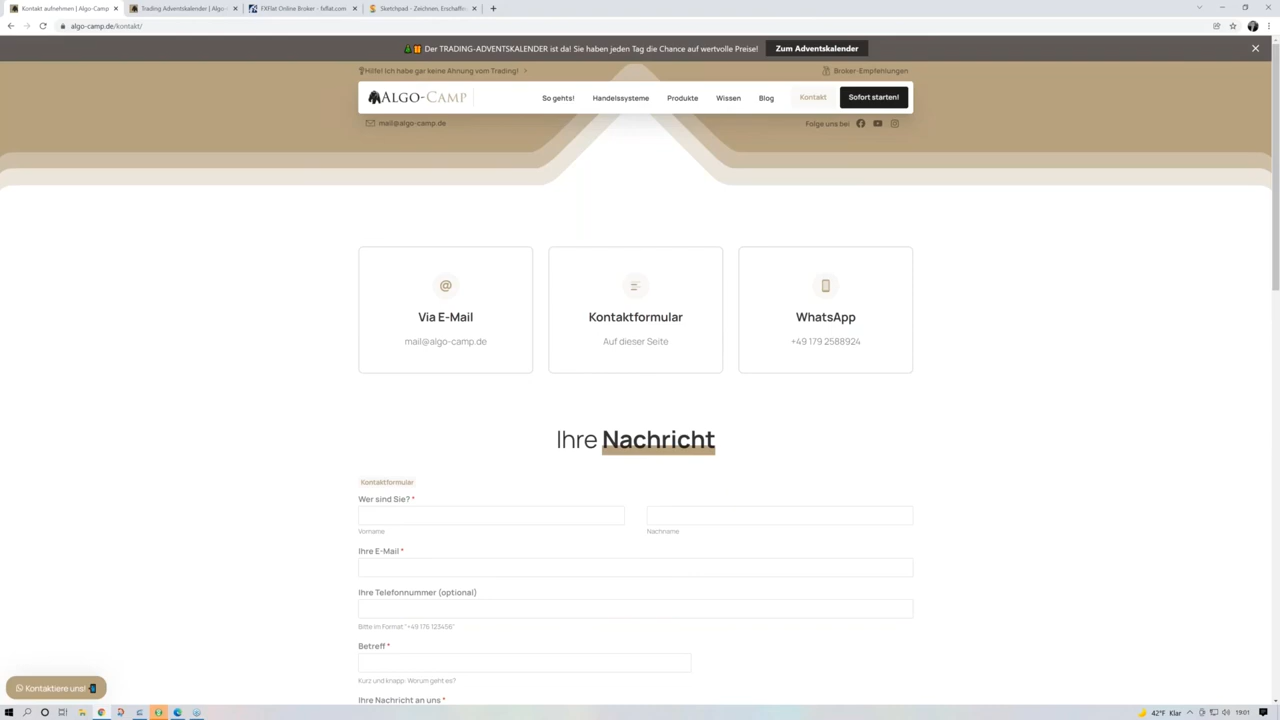 Kontakt aufnehmen | Algo-Camp
Trading Adventskalender | Algo-
FXFlat Online Broker - fxflat.com
Sketchpad - Zeichnen, Erschaffe
algo-camp.de/kontakt/
Der TRADING-ADVENTSKALENDER ist da! Sie haben jeden Tag die Chance auf wertvolle Preise!
Zum Adventskalender
Hilfe! Ich habe gar keine Ahnung vom Trading! >
Broker-Empfehlungen
ALGO-CAMP
So gehts!
Handelssysteme
Produkte
Wissen
Blog
Kontakt
Sofort starten!
mail@algo-camp.de
Folge uns bei
@
Via E-Mail
mail@algo-camp.de
Kontaktformular
Auf dieser Seite
WhatsApp
+49 179 2588924
Ihre Nachricht
Kontaktformular
Wer sind Sie? *
Vorname
Nachname
Ihre E-Mail *
Ihre Telefonnummer (optional)
Bitte im Format "+49 176 123456"
Betreff *
Kurz und knapp: Worum geht es?
Ihre Nachricht an uns *
Kontaktiere uns!
42°F Klar
19:01